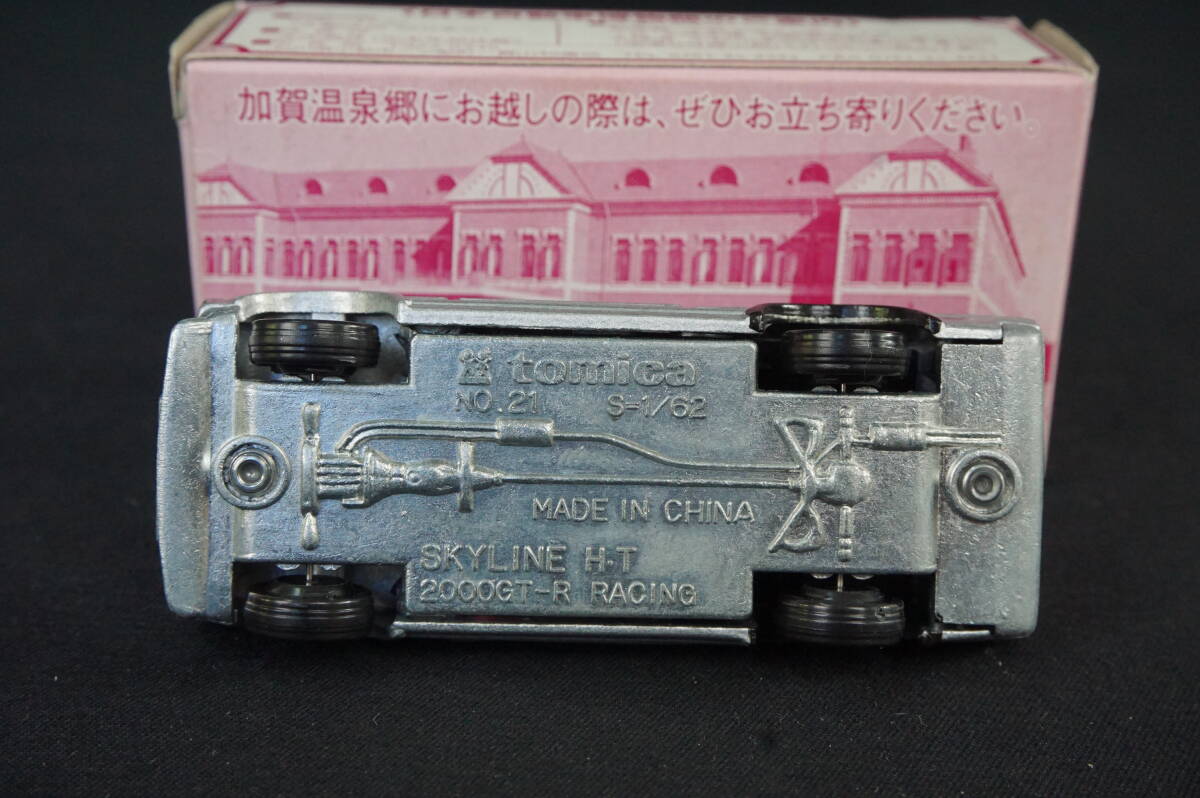 加賀温泉郷にお越しの際は、ぜひお立ち寄りください。
tomica
NO.21 S=1/62
MADE IN CHINA
SKYLINE H・T
2000GT-R RACING